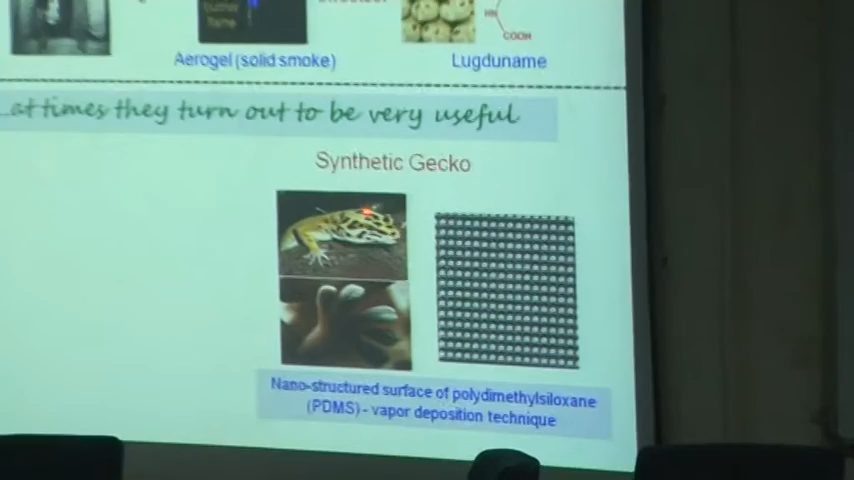 HN
COOH
Aerogel (solid smoke)
Lugduname
at times they turn out to be very useful
Synthetic Gecko
Nano-structured surface of polydimethylsiloxane
(PDMS) - vapor deposition technique